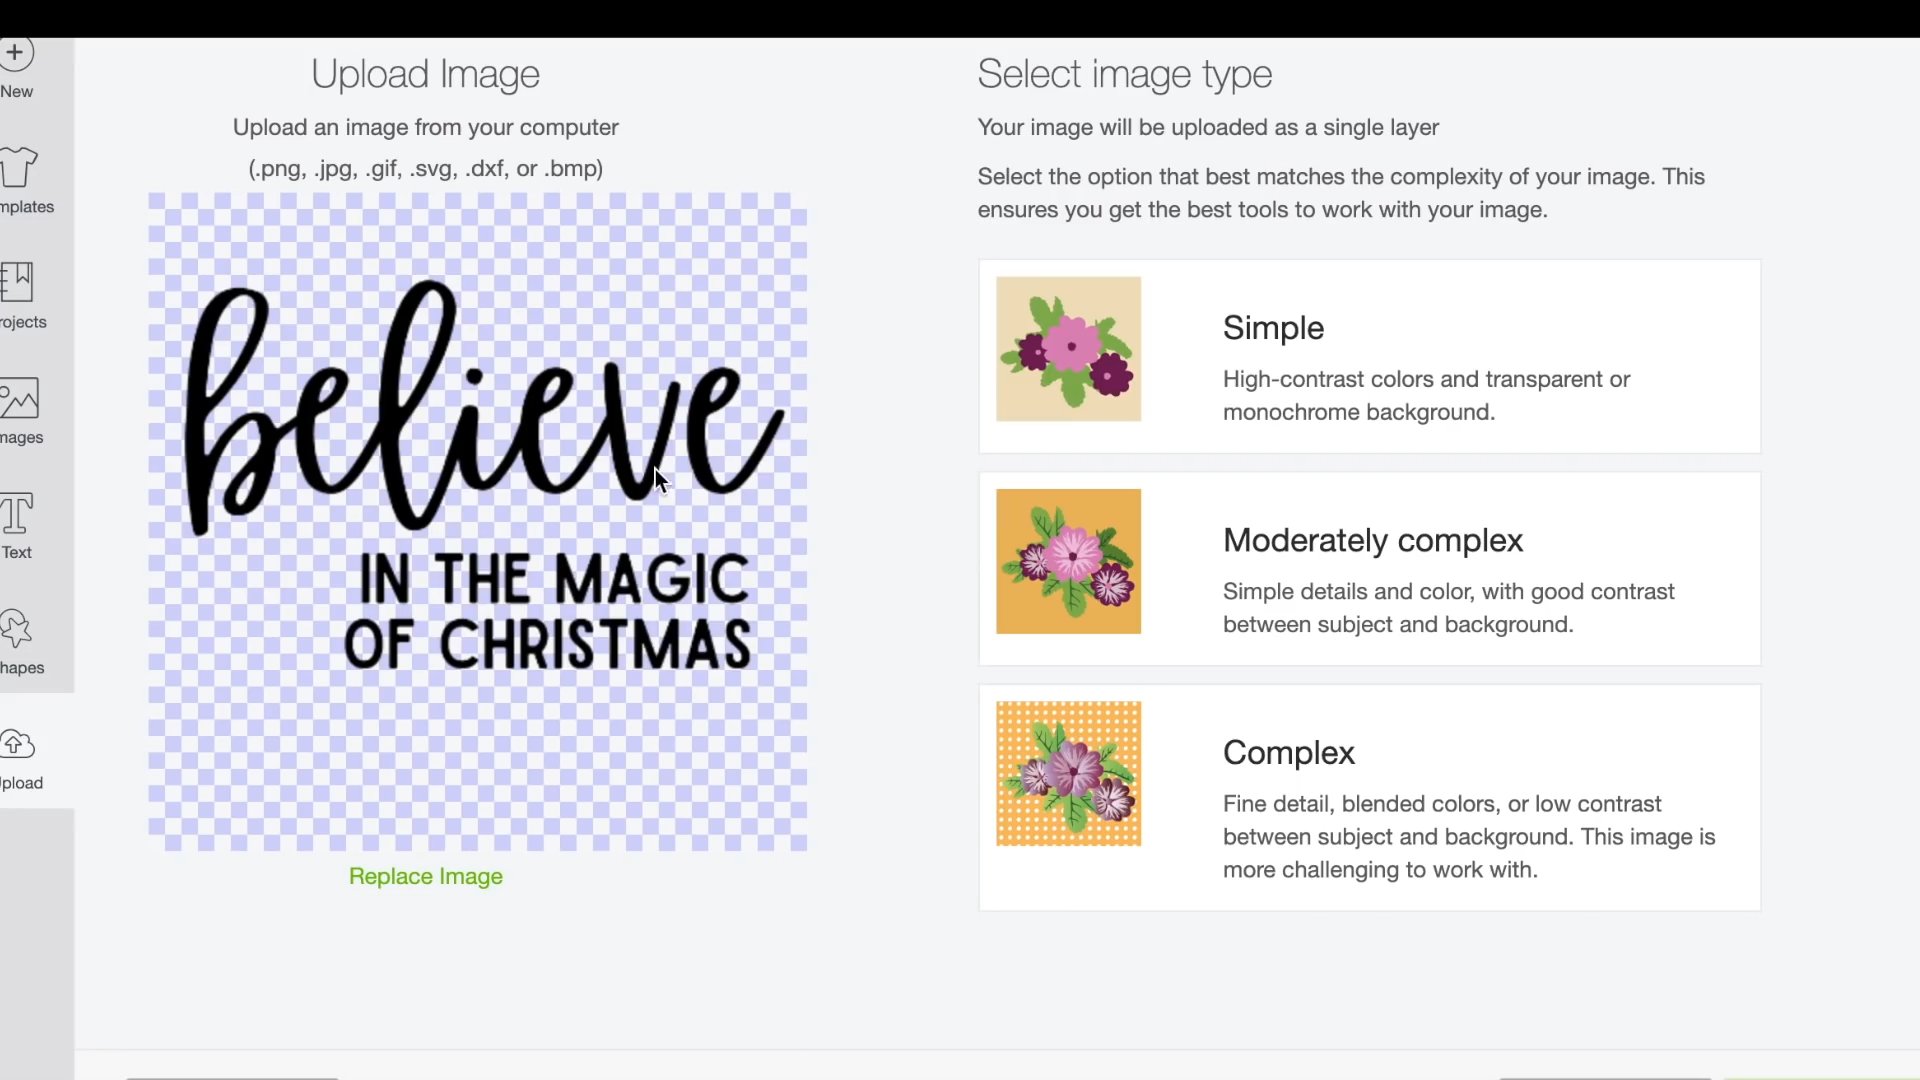 New
mplates
rojects
mages
Text
hapes
pload
Upload Image
Upload an image from your computer
(.png, .jpg, .gif, .svg, .dxf, or .bmp)
believe
IN THE MAGIC
OF CHRISTMAS
Replace Image
Select image type
Your image will be uploaded as a single layer
Select the option that best matches the complexity of your image. This
ensures you get the best tools to work with your image.
Simple
High-contrast colors and transparent or
monochrome background.
Moderately complex
Simple details and color, with good contrast
between subject and background.
Complex
Fine detail, blended colors, or low contrast
between subject and background. This image is
more challenging to work with.